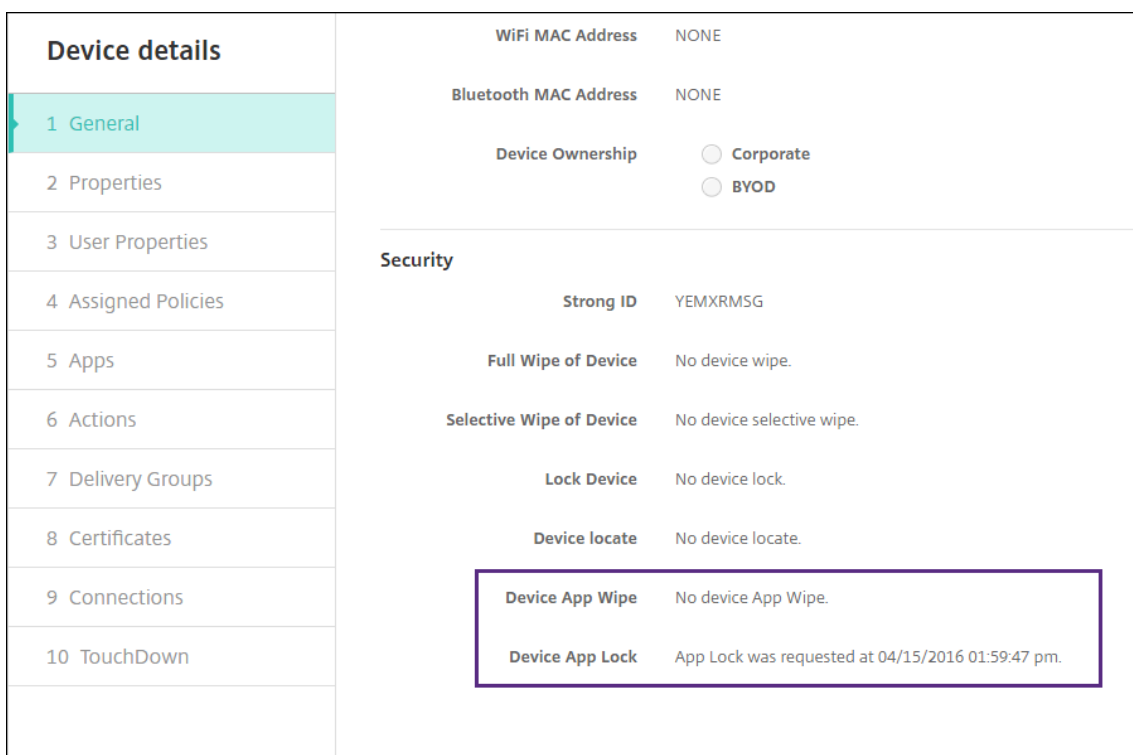 Device details
1 General
2 Properties
3 User Properties
4 Assigned Policies
5 Apps
6 Actions
7 Delivery Groups
8 Certificates
9 Connections
10 TouchDown
WiFi MAC Address NONE
Bluetooth MAC Address NONE
Device Ownership Corporate
BYOD
Security
Strong ID YEMXRMSG
Full Wipe of Device No device wipe.
Selective Wipe of Device No device selective wipe.
Lock Device No device lock.
Device locate No device locate.
Device App Wipe No device App Wipe.
Device App Lock App Lock was requested at 04/15/2016 01:59:47 pm.